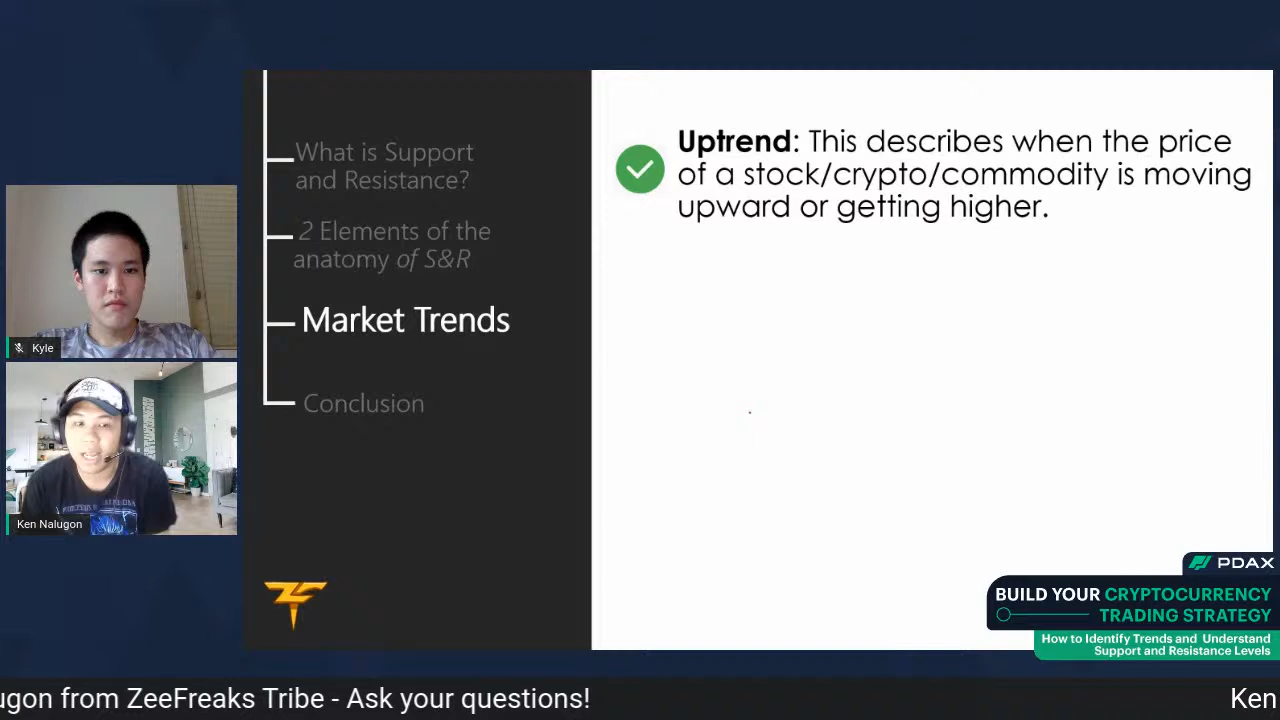 What is Support
and Resistance?
2 Elements of the
anatomy of S&R
Market Trends
Conclusion
Uptrend: This describes when the price
of a stock/crypto/commodity is moving
upward or getting higher.
Kyle
Ken Nalugon
PDAX
BUILD YOUR CRYPTOCURRENCY
TRADING STRATEGY
How to Identify Trends and Understand
Support and Resistance Levels
ugon from ZeeFreaks Tribe - Ask your questions!
Ken